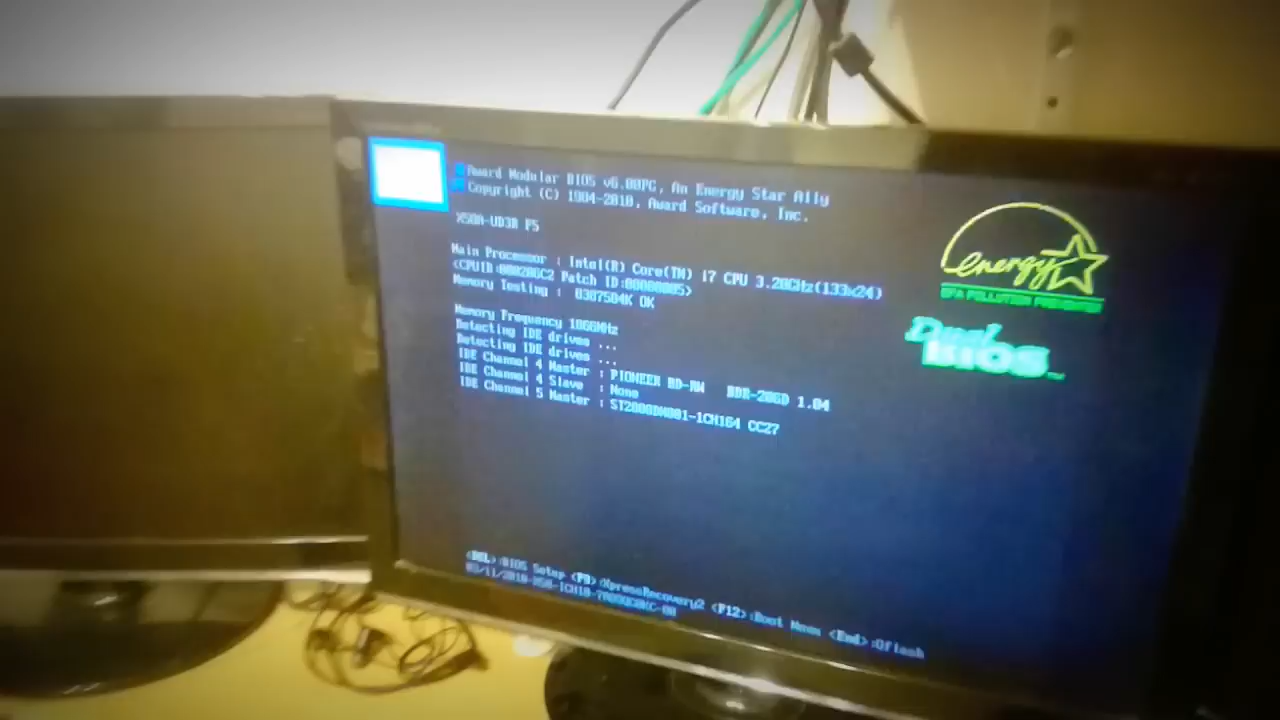 Award Modular BIOS v6.00PG, An Energy Star Ally
Copyright (C) 1984-2010, Award Software, Inc.
X58A-UD3R F5
Main Processor : Intel(R) Core(TM) i7 CPU 3.20GHz(133x24)
<CPUID:000206C2 Patch ID:00000005>
Memory Testing : 8387584K OK
Memory Frequency 1066MHz
Detecting IDE drives ...
Detecting IDE drives ...
IDE Channel 4 Master : PIONEER BD-RW BDR-206D 1.04
IDE Channel 4 Slave : None
IDE Channel 5 Master : ST2000DM001-1CH164 CC27
energy
EPA POLLUTION PREVENTER
Dual
BIOS™
<DEL>:BIOS Setup <F9>:XpressRecovery2 <F12>:Boot Menu <End>:Qflash